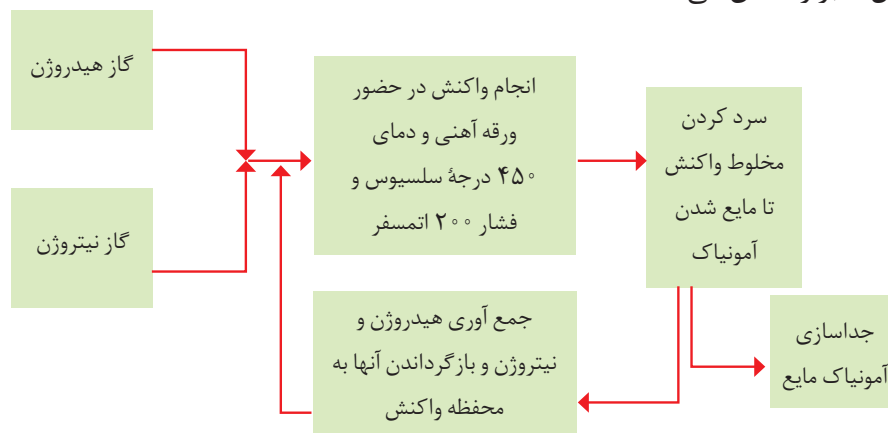 گاز هیدروژن
گاز نیتروژن
انجام واکنش در حضور
ورقه آهنی و دمای
۴۵۰ درجهٔ سلسیوس و
فشار ۲۰۰ اتمسفر
سرد کردن
مخلوط واکنش
تا مایع شدن
آمونیاک
جمع آوری هیدروژن و
نیتروژن و بازگرداندن آنها به
محفظه واکنش
جداسازی
آمونیاک مایع